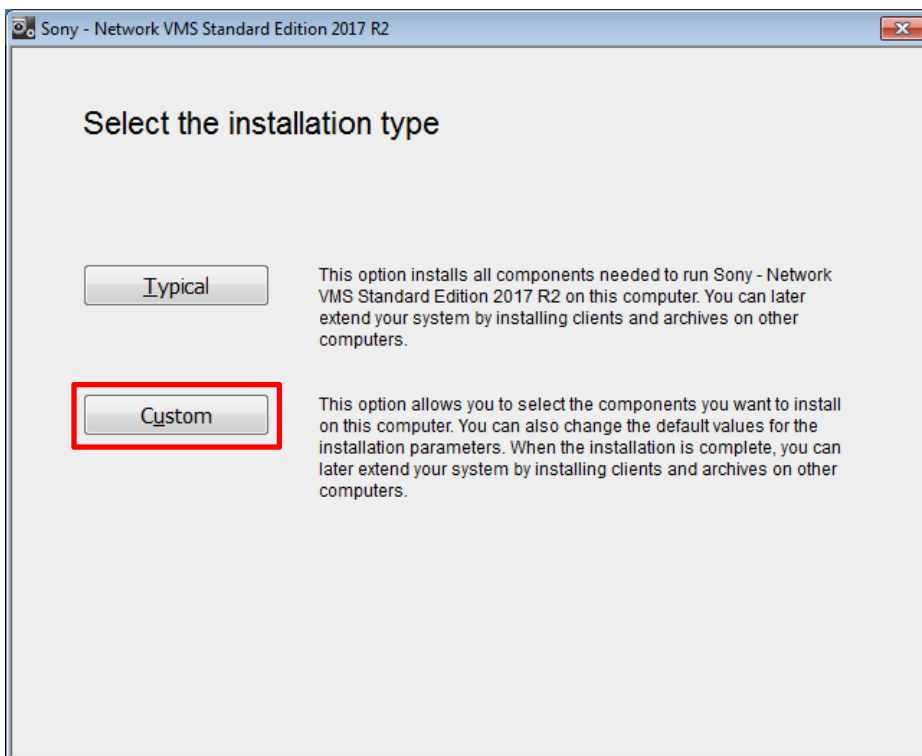 Sony - Network VMS Standard Edition 2017 R2
Select the installation type
Typical
This option installs all components needed to run Sony - Network
VMS Standard Edition 2017 R2 on this computer. You can later
extend your system by installing clients and archives on other
computers.
Custom
This option allows you to select the components you want to install
on this computer. You can also change the default values for the
installation parameters. When the installation is complete, you can
later extend your system by installing clients and archives on other
computers.